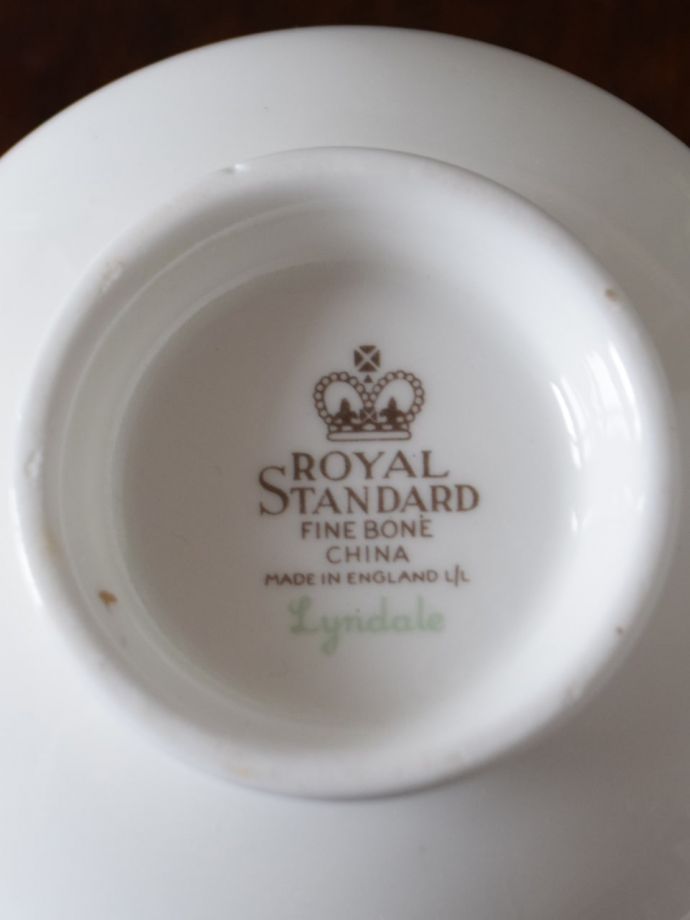 ROYAL
STANDARD
FINE BONE
CHINA
MADE IN ENGLAND L/L
Lyndale